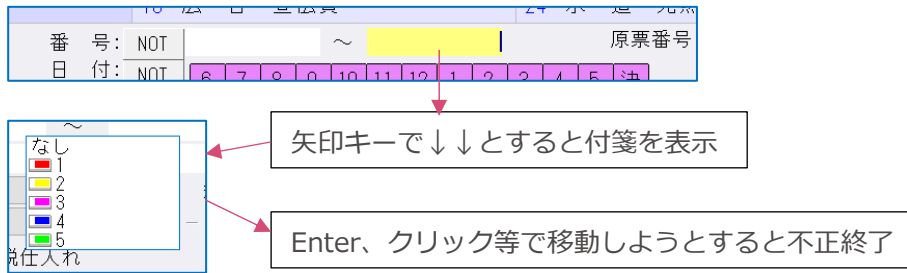 番 号: NOT ～ 原票番号
日 付: NOT 6 7 8 9 10 11 12 1 2 3 4 5 決
矢印キーで↓↓とすると付箋を表示
～
なし
1
2
3
4
5
税仕入れ
Enter、クリック等で移動しようとすると不正終了